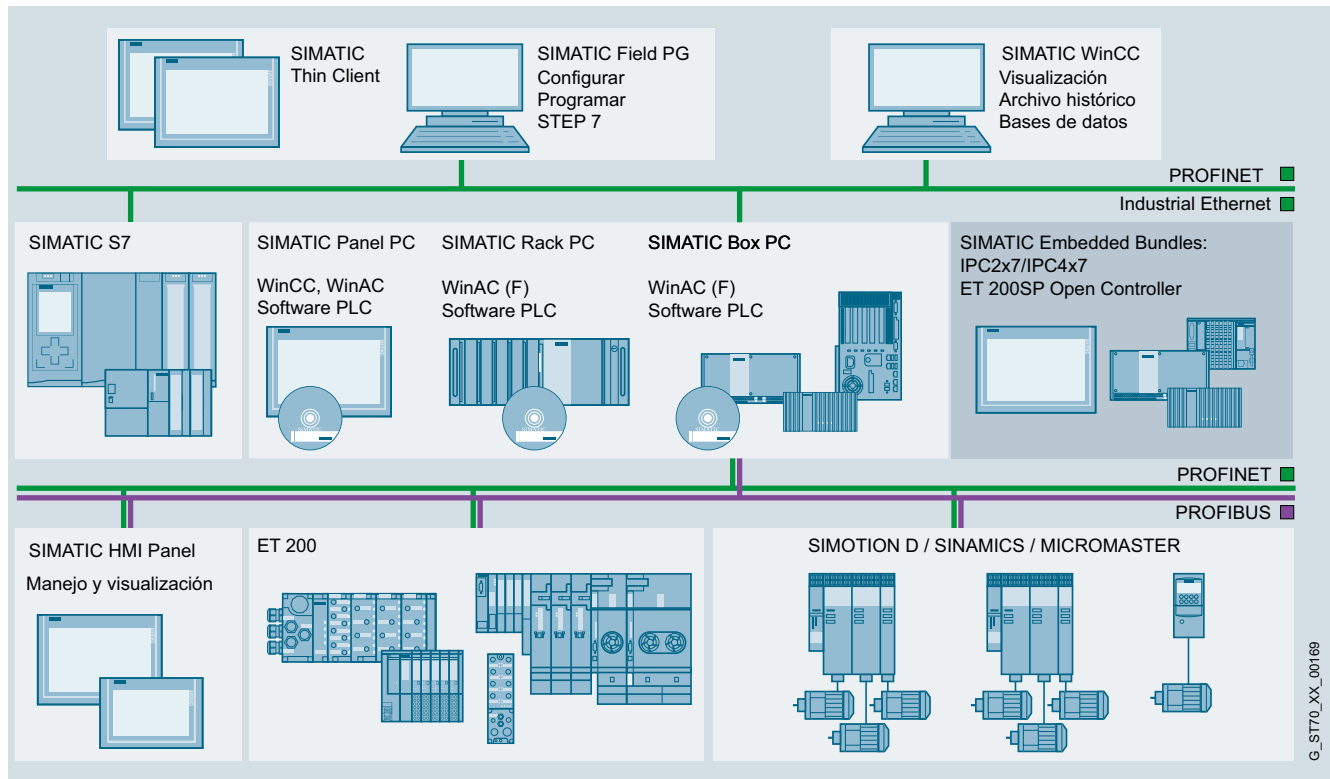 SIMATIC
Thin Client
SIMATIC Field PG
Configurar
Programar
STEP 7
SIMATIC WinCC
Visualización
Archivo histórico
Bases de datos
PROFINET
Industrial Ethernet
SIMATIC S7
SIMATIC Panel PC
WinCC, WinAC
Software PLC
SIMATIC Rack PC
WinAC (F)
Software PLC
SIMATIC Box PC
WinAC (F)
Software PLC
SIMATIC Embedded Bundles:
IPC2x7/IPC4x7
ET 200SP Open Controller
PROFINET
PROFIBUS
SIMATIC HMI Panel
Manejo y visualización
ET 200
SIMOTION D / SINAMICS / MICROMASTER
G_ST70_XX_00169